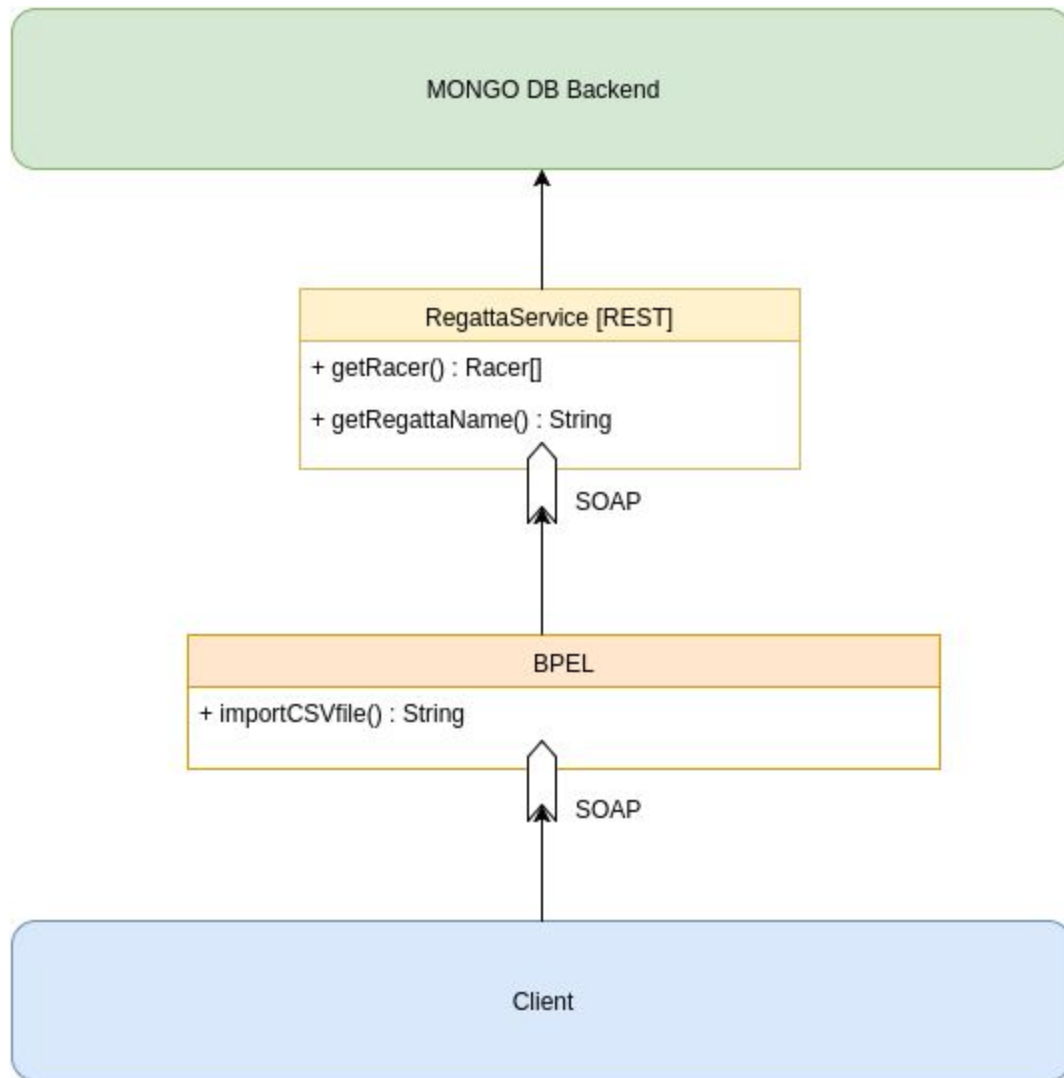 MONGO DB Backend
RegattaService [REST]
+ getRacer() : Racer[]
+ getRegattaName() : String
SOAP
BPEL
+ importCSVfile() : String
SOAP
Client